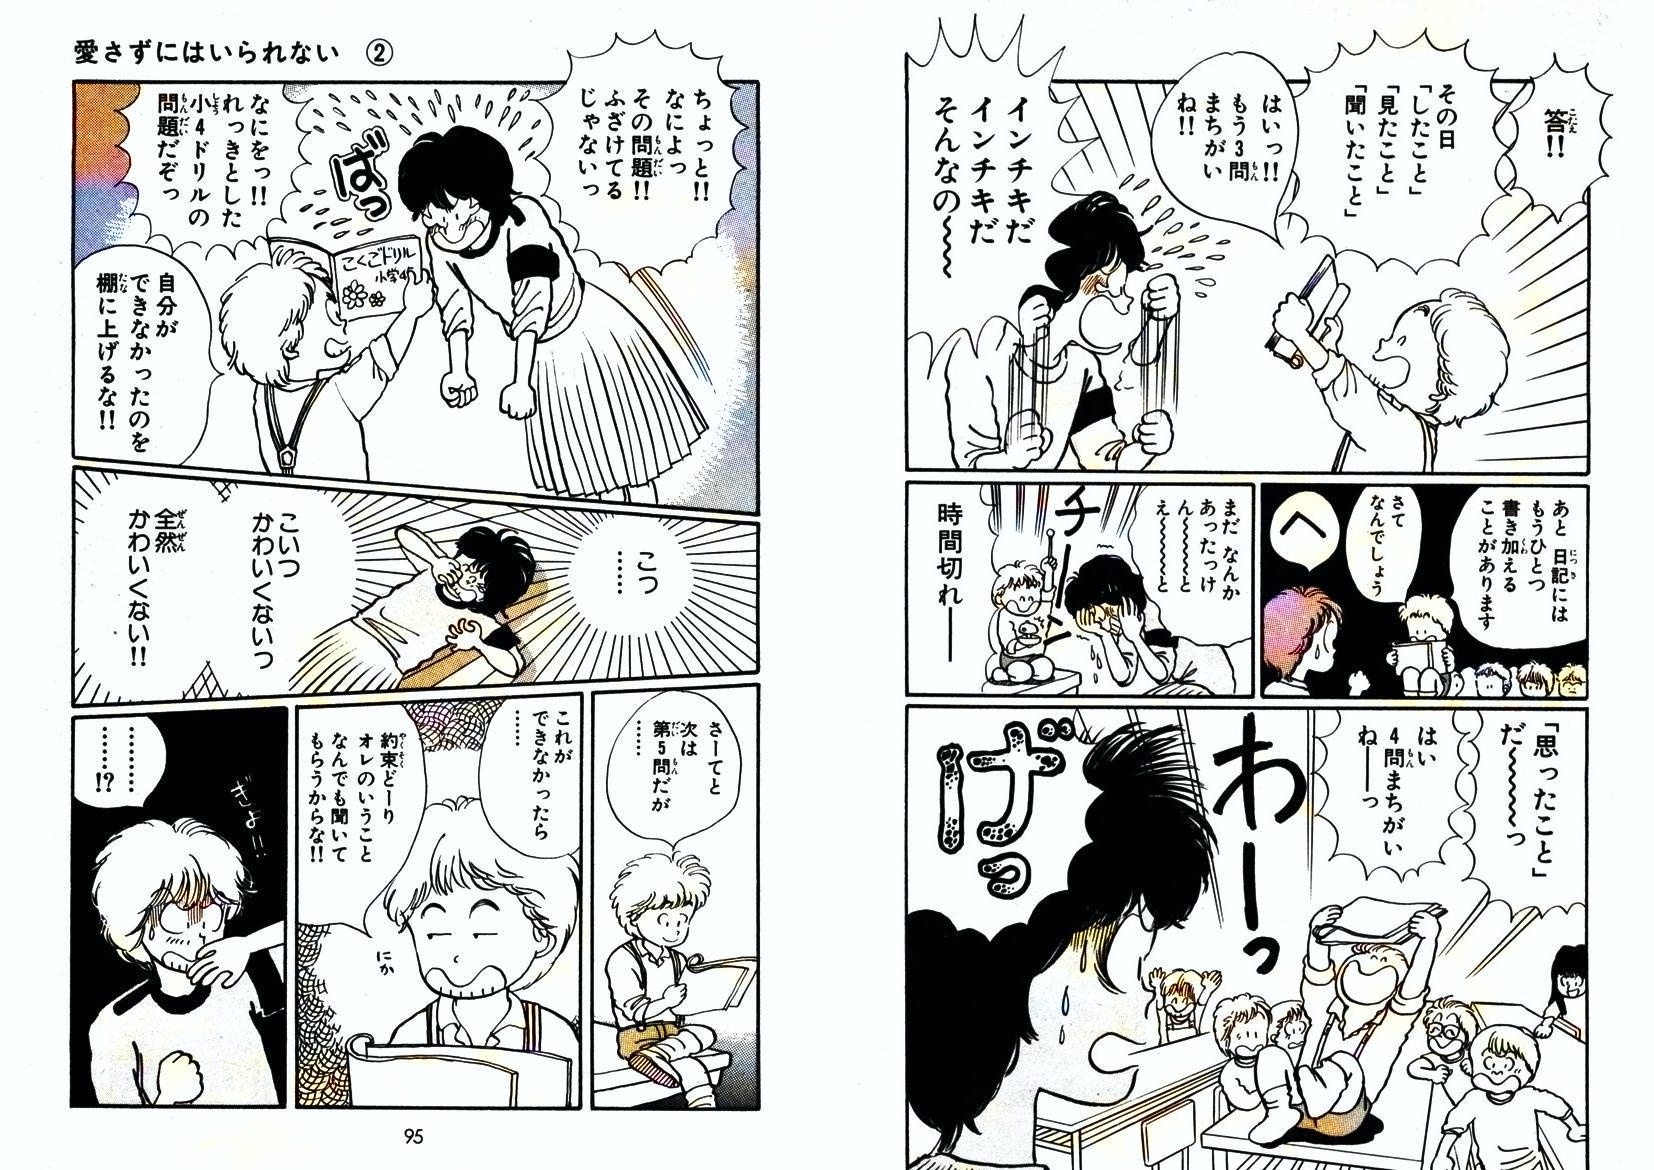 答!!
その日
「したこと」
「見たこと」
「聞いたこと」
はいっ!!
もう3問
まちがい
ね!!
インチキだ
インチキだ
そんなの〜〜〜
あと 日記には
もうひとつ
書き加える
ことがあります
さて
なんでしょう
へ
まだ なんか
あったっけ
ん〜〜〜と
え〜〜〜と
チーン
時間切れ——
「思ったこと」
だ〜〜〜っ
はい
4問まちがい
ねーっ
わーっ
げっ
愛さずにはいられない ②
ちょっと!!
なによっ
その問題!!
ふざけてる
じゃないっ
ばっ
なにをっ!!
れっきとした
小4ドリルの
問題だぞっ
こくごドリル
小学4年
自分が
できなかったのを
棚に上げるな!!
こっ
……
こいつ
かわいくないっ
全然
かわいくない!!
さーてと
次は
第5問だが
……
これが
できなかったら
……
約束どーり
オレのいうこと
なんでも聞いて
もらうからな!!
にか
…………
……!?
ぎょ!!
95